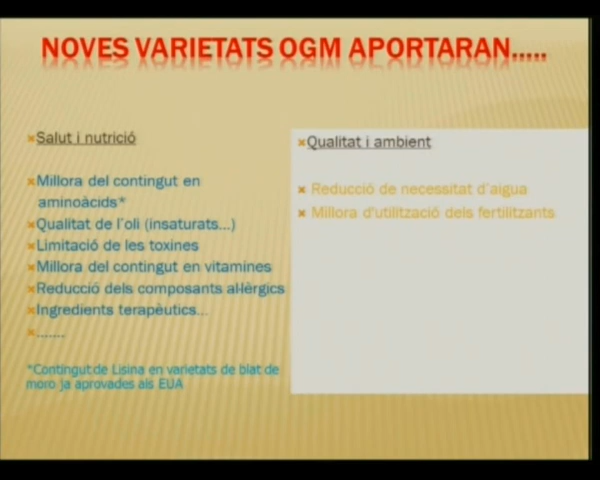 NOVES VARIETATS OGM APORTARAN.....
Salut i nutrició
Millora del contingut en
aminoàcids*
Qualitat de l´oli (insaturats...)
Limitació de les toxines
Millora del contingut en vitamines
Reducció dels composants al·lèrgics
Ingredients terapèutics...
.......
*Contingut de Lisina en varietats de blat de
moro ja aprovades als EUA
Qualitat i ambient
Reducció de necessitat d´aigua
Millora d'utilització dels fertilitzants